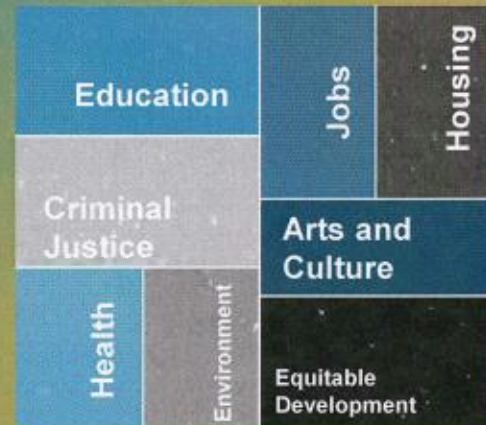 Education
Jobs
Housing
Criminal
Justice
Arts and
Culture
Health
Environment
Equitable
Development